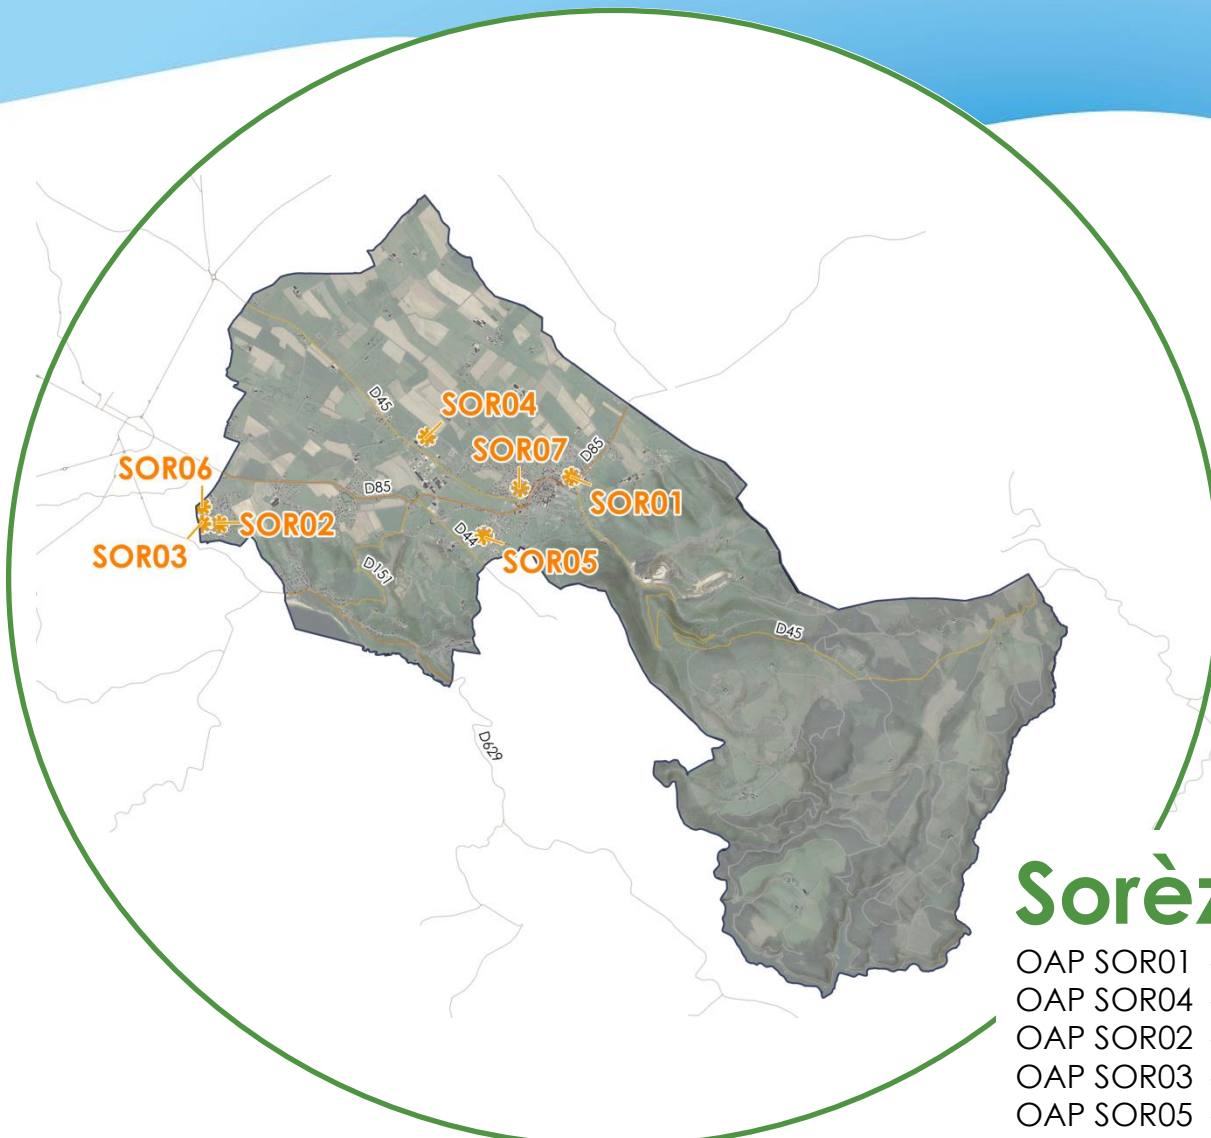 D45
SOR04
SOR07
D85
SOR06
D85
SOR01
SOR02
D44
SOR03
SOR05
D151
D45
D629
Sorèz
OAP SOR01
OAP SOR04
OAP SOR02
OAP SOR03
OAP SOR05